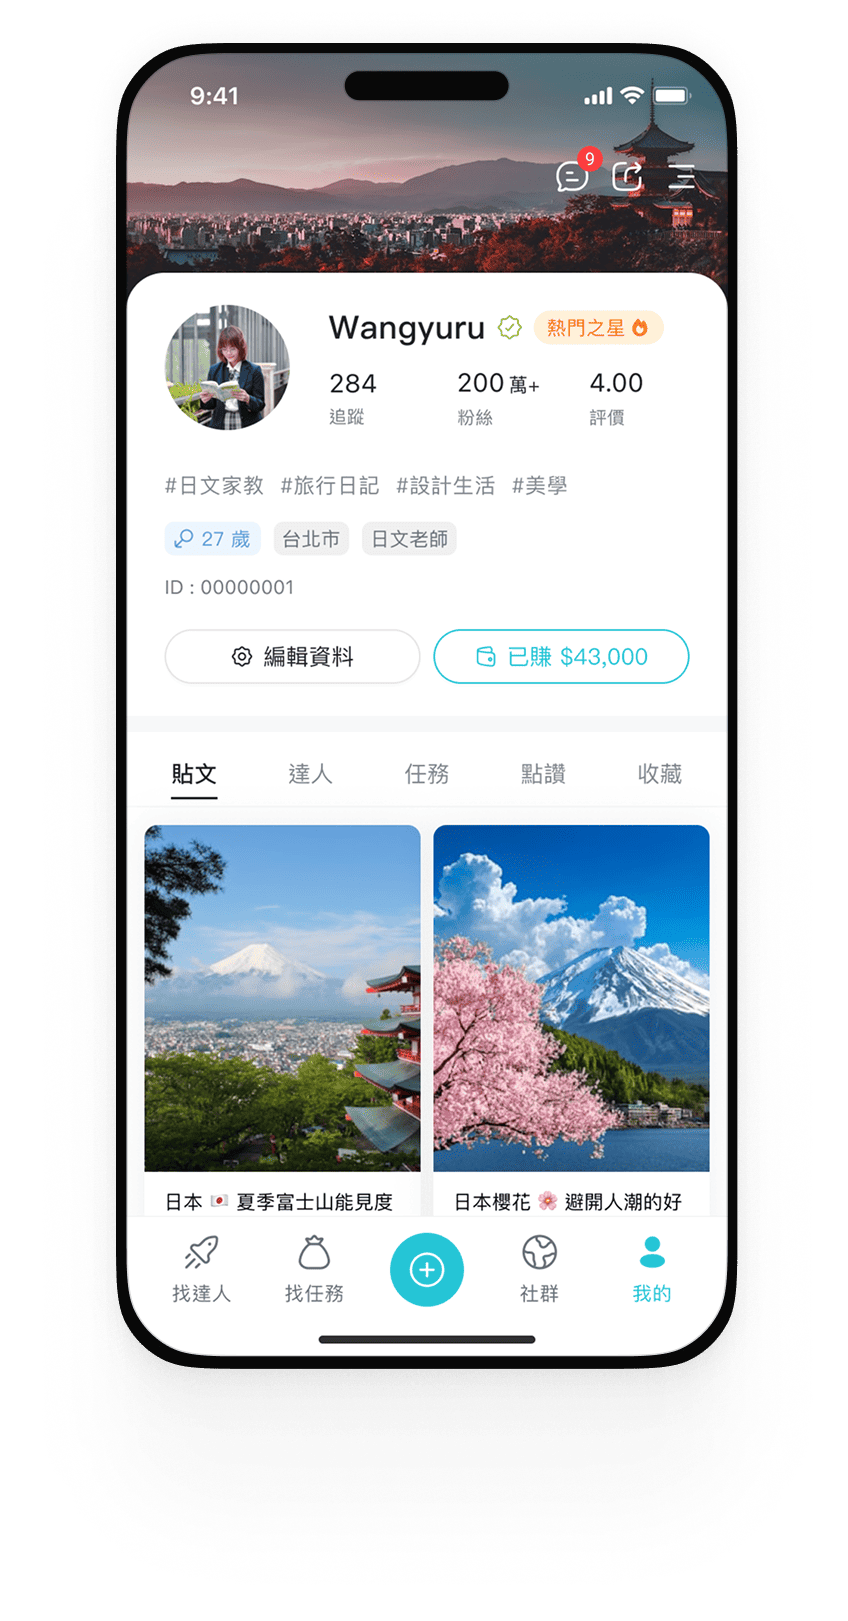 9:41
9
Wangyuru 熱門之星
284 200 萬+ 4.00
追蹤 粉絲 評價
#日文家教 #旅行日記 #設計生活 #美學
27 歲 台北市 日文老師
ID : 00000001
編輯資料 已賺 $43,000
貼文 達人 任務 點讚 收藏
日本 🇯🇵 夏季富士山能見度
日本櫻花 🌸 避開人潮的好
找達人 找任務 社群 我的